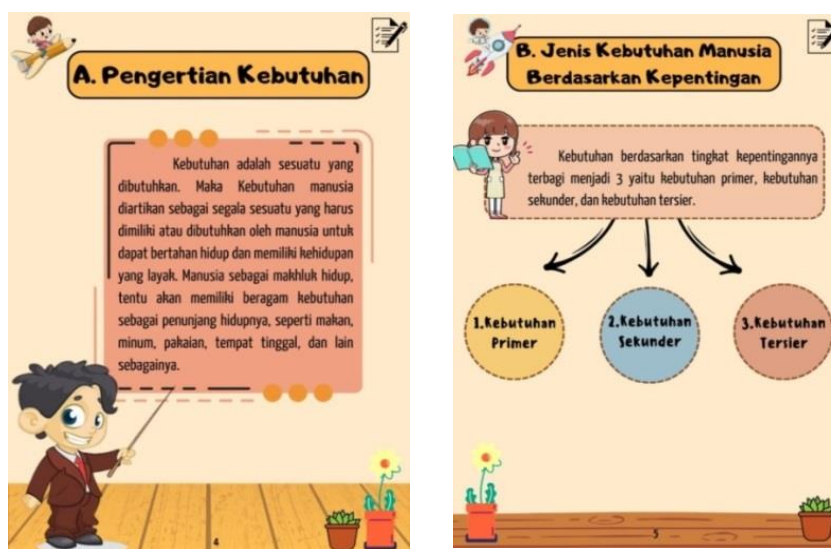 A. Pengertian Kebutuhan
Kebutuhan adalah sesuatu yang
dibutuhkan. Maka Kebutuhan manusia
diartikan sebagai segala sesuatu yang harus
dimiliki atau dibutuhkan oleh manusia untuk
dapat bertahan hidup dan memiliki kehidupan
yang layak. Manusia sebagai makhluk hidup,
tentu akan memiliki beragam kebutuhan
sebagai penunjang hidupnya, seperti makan,
minum, pakaian, tempat tinggal, dan lain
sebagainya.
4
B. Jenis Kebutuhan Manusia
Berdasarkan Kepentingan
Kebutuhan berdasarkan tingkat kepentingannya
terbagi menjadi 3 yaitu kebutuhan primer, kebutuhan
sekunder, dan kebutuhan tersier.
1.Kebutuhan
Primer
2.Kebutuhan
Sekunder
3.Kebutuhan
Tersier
5